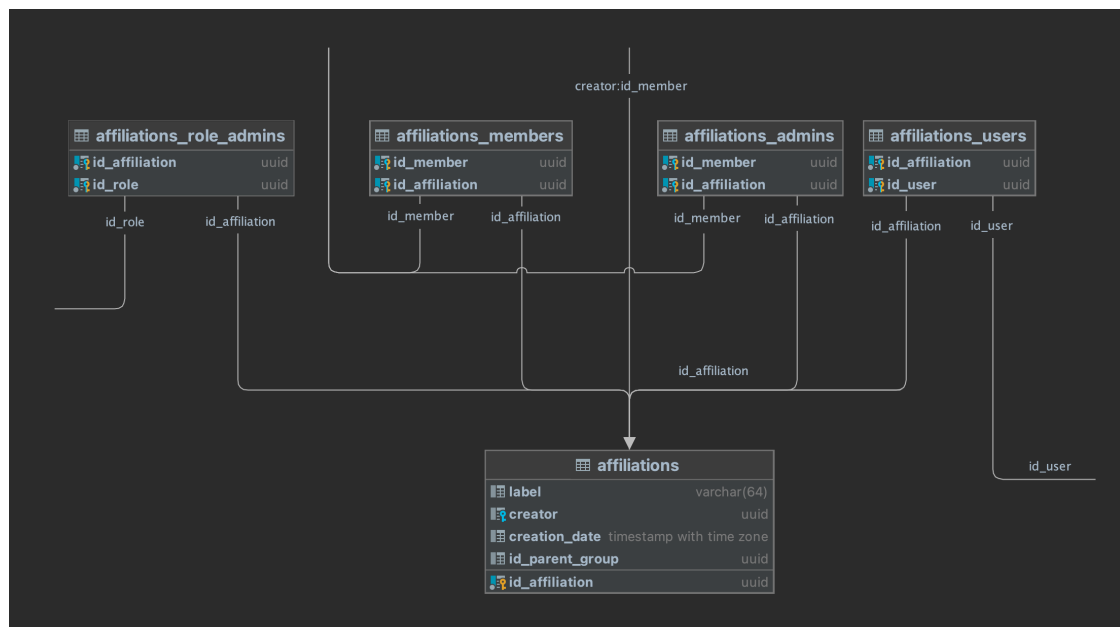 creator:id_member
affiliations_role_admins
id_affiliation uuid
id_role uuid
affiliations_members
id_member uuid
id_affiliation uuid
affiliations_admins
id_member uuid
id_affiliation uuid
affiliations_users
id_affiliation uuid
id_user uuid
id_role
id_affiliation
id_member
id_affiliation
id_member
id_affiliation
id_affiliation
id_user
id_affiliation
affiliations
label varchar(64)
creator uuid
creation_date timestamp with time zone
id_parent_group uuid
id_affiliation uuid
id_user